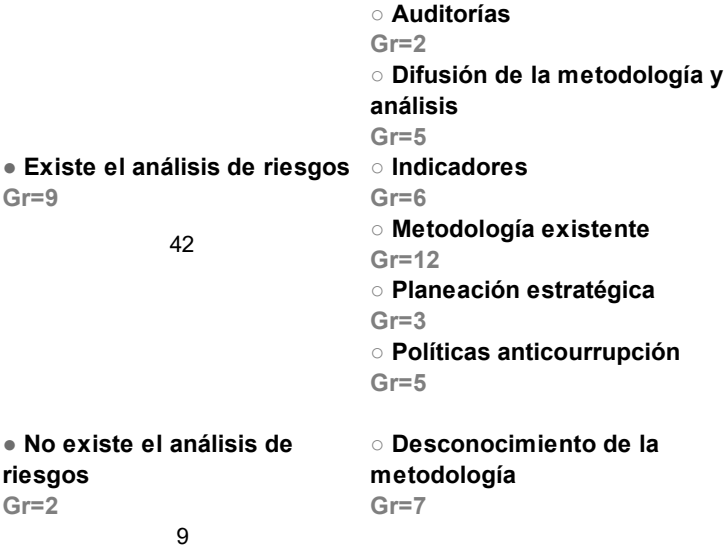 ○ Auditorías
Gr=2
○ Difusión de la metodología y
análisis
Gr=5
● Existe el análisis de riesgos
Gr=9
42
○ Indicadores
Gr=6
○ Metodología existente
Gr=12
○ Planeación estratégica
Gr=3
○ Políticas anticourrupción
Gr=5
● No existe el análisis de
riesgos
Gr=2
9
○ Desconocimiento de la
metodología
Gr=7